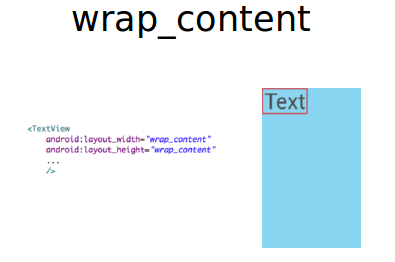 wrap_content
Text
<TextView
android:layout_width="wrap_content"
android:layout_height="wrap_content"
...
/>